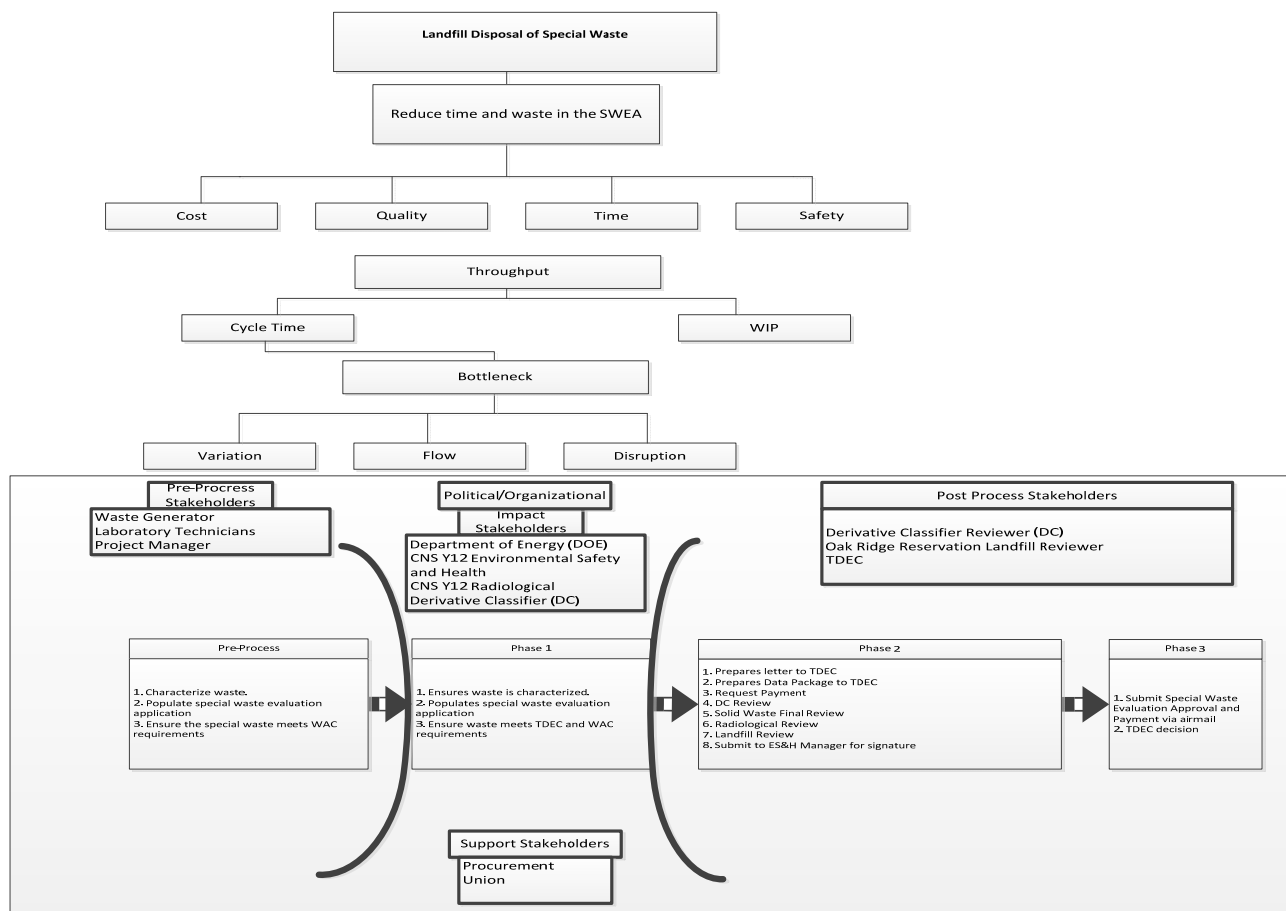 Landfill Disposal of Special Waste
Reduce time and waste in the SWEA
Cost
Quality
Time
Safety
Throughput
Cycle Time
WIP
Bottleneck
Variation
Flow
Disruption
Pre-Procress
Stakeholders
Waste Generator
Laboratory Technicians
Project Manager
Political/Organizational
Impact
Stakeholders
Department of Energy (DOE)
CNS Y12 Environmental Safety
and Health
CNS Y12 Radiological
Derivative Classifier (DC)
Post Process Stakeholders
Derivative Classifier Reviewer (DC)
Oak Ridge Reservation Landfill Reviewer
TDEC
Pre-Process
1. Characterize waste.
2. Populate special waste evaluation
application
3. Ensure the special waste meets WAC
requirements
Phase 1
1. Ensures waste is characterized.
2. Populates special waste evaluation
application
3. Ensure waste meets TDEC and WAC
requirements
Phase 2
1. Prepares letter to TDEC
2. Prepares Data Package to TDEC
3. Request Payment
4. DC Review
5. Solid Waste Final Review
6. Radiological Review
7. Landfill Review
8. Submit to ES&H Manager for signature
Phase 3
1. Submit Special Waste
Evaluation Approval and
Payment via airmail
2. TDEC decision
Support Stakeholders
Procurement
Union